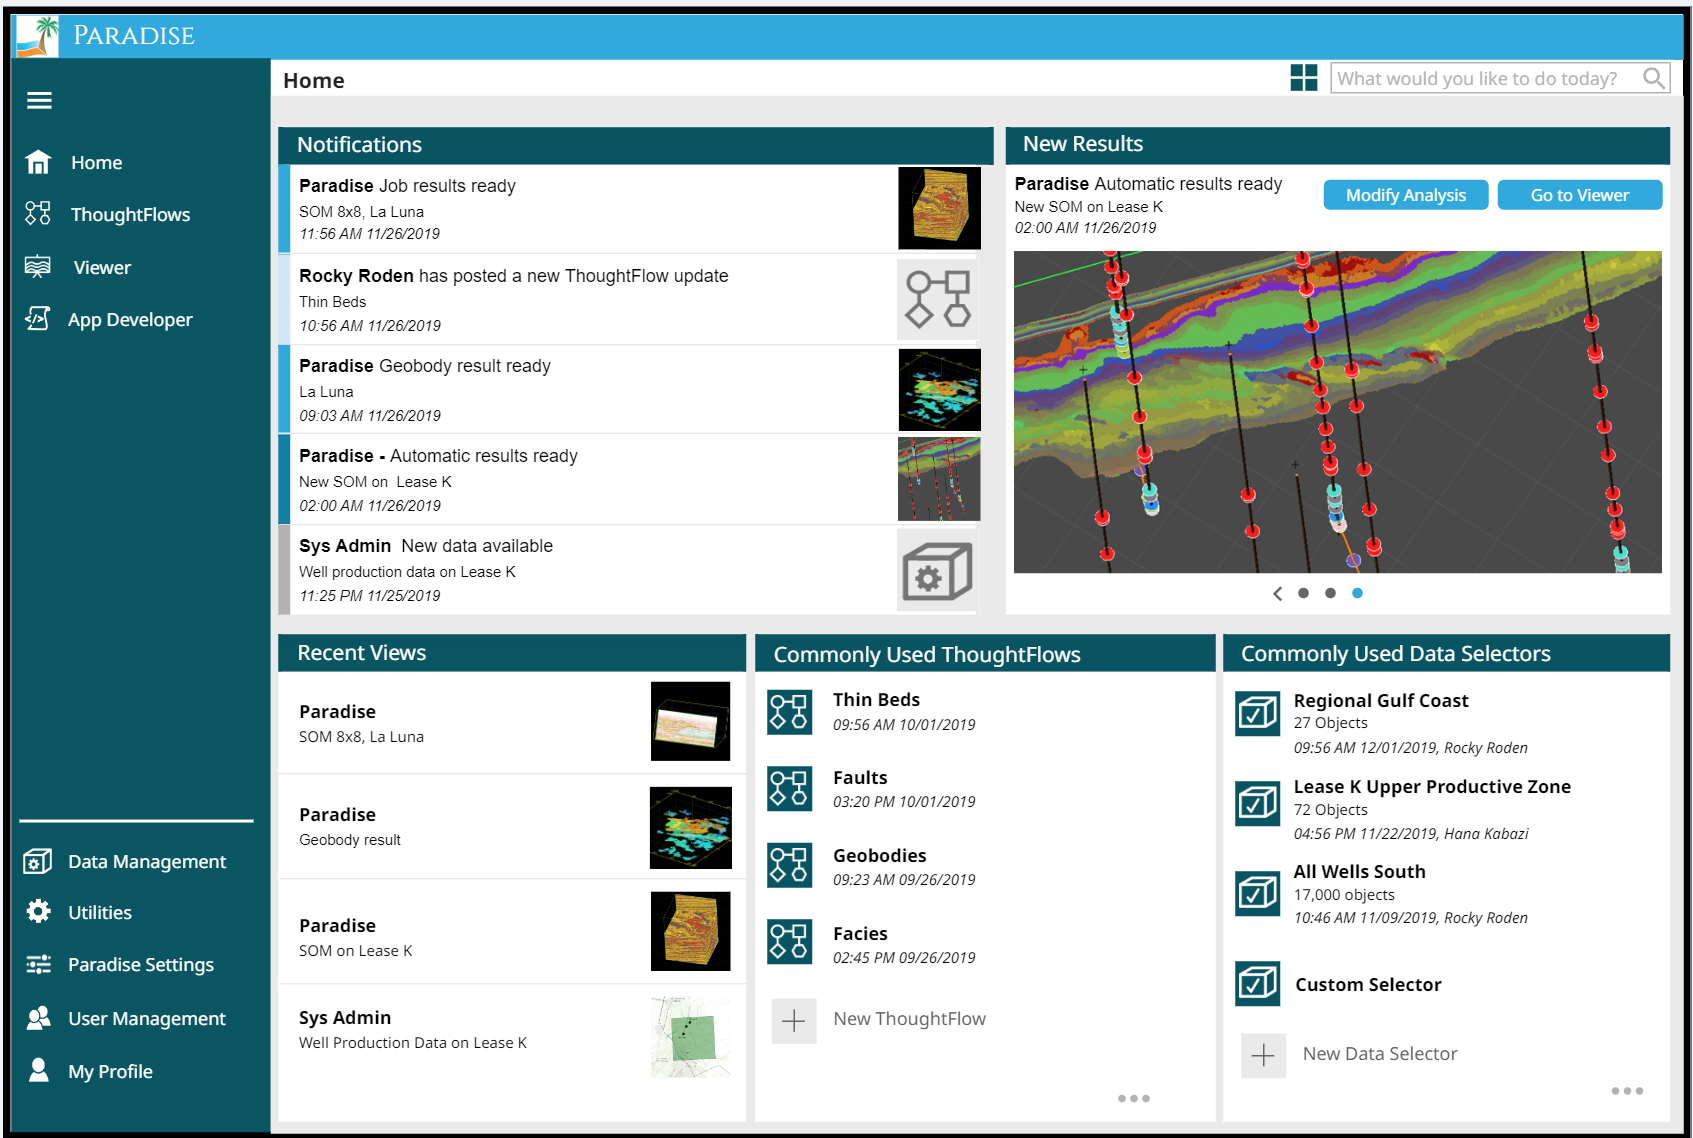 PARADISE
Home
What would you like to do today?
Home
ThoughtFlows
Viewer
App Developer
Data Management
Utilities
Paradise Settings
User Management
My Profile
Notifications
Paradise Job results ready
SOM 8x8, La Luna
11:56 AM 11/26/2019
Rocky Roden has posted a new ThoughtFlow update
Thin Beds
10:56 AM 11/26/2019
Paradise Geobody result ready
La Luna
09:03 AM 11/26/2019
Paradise - Automatic results ready
New SOM on Lease K
02:00 AM 11/26/2019
Sys Admin New data available
Well production data on Lease K
11:25 PM 11/25/2019
New Results
Paradise Automatic results ready
New SOM on Lease K
02:00 AM 11/26/2019
Modify Analysis
Go to Viewer
Recent Views
Paradise
SOM 8x8, La Luna
Paradise
Geobody result
Paradise
SOM on Lease K
Sys Admin
Well Production Data on Lease K
Commonly Used ThoughtFlows
Thin Beds
09:56 AM 10/01/2019
Faults
03:20 PM 10/01/2019
Geobodies
09:23 AM 09/26/2019
Facies
02:45 PM 09/26/2019
New ThoughtFlow
Commonly Used Data Selectors
Regional Gulf Coast
27 Objects
09:56 AM 12/01/2019, Rocky Roden
Lease K Upper Productive Zone
72 Objects
04:56 PM 11/22/2019, Hana Kabazi
All Wells South
17,000 objects
10:46 AM 11/09/2019, Rocky Roden
Custom Selector
New Data Selector